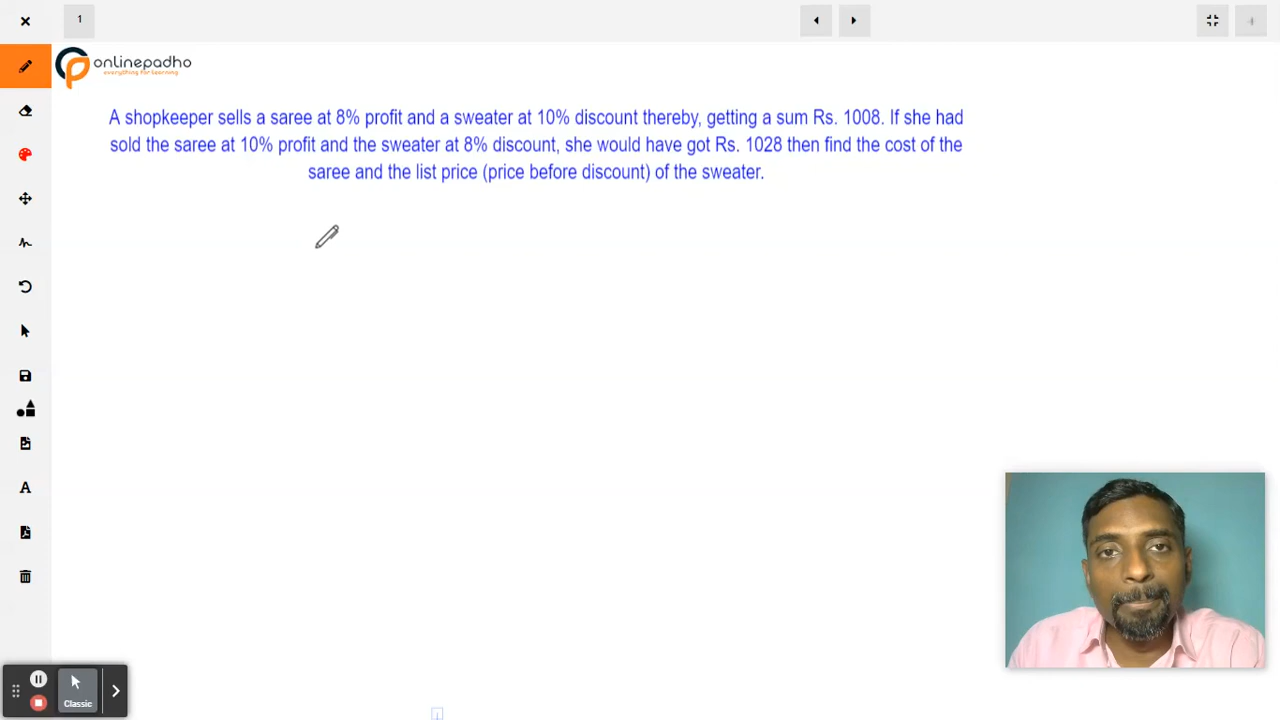 1
onlinepadho
everything for learning
A shopkeeper sells a saree at 8% profit and a sweater at 10% discount thereby, getting a sum Rs. 1008. If she had
sold the saree at 10% profit and the sweater at 8% discount, she would have got Rs. 1028 then find the cost of the
saree and the list price (price before discount) of the sweater.
A
Classic